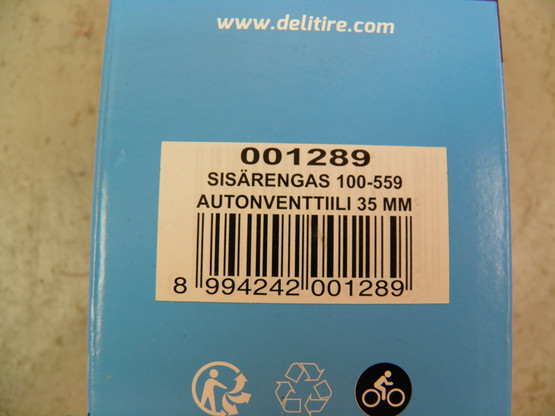 www.delitire.com
001289
SISÄRENGAS 100-559
AUTONVENTTIILI 35 MM
8 994242 001289